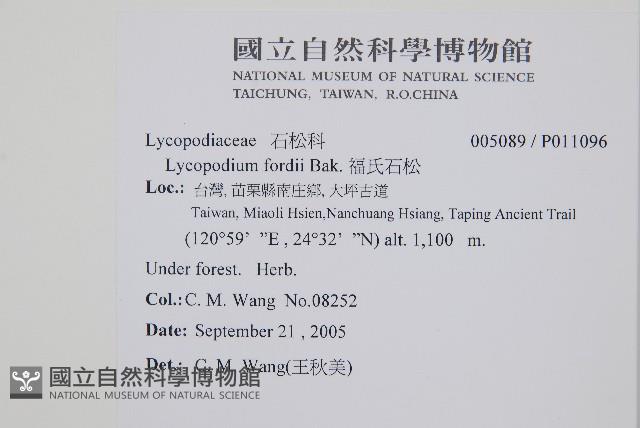 國立自然科學博物館
NATIONAL MUSEUM OF NATURAL SCIENCE
TAICHUNG, TAIWAN, R.O.CHINA
Lycopodiaceae 石松科 005089 / P011096
Lycopodium fordii Bak. 福氏石松
Loc.: 台灣, 苗栗縣南庄鄉, 大坪古道
Taiwan, Miaoli Hsien,Nanchuang Hsiang, Taping Ancient Trail
(120°59’ ”E , 24°32’ ”N) alt. 1,100 m.
Under forest. Herb.
Col.: C. M. Wang No.08252
Date: September 21 , 2005
Det.: C. M. Wang(王秋美)
國立自然科學博物館
NATIONAL MUSEUM OF NATURAL SCIENCE